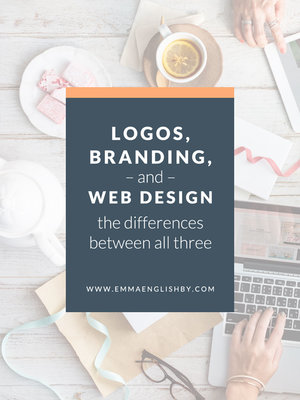 LOGOS,
BRANDING,
– and –
WEB DESIGN
the differences
between all three
WWW.EMMAENGLISHBY.COM